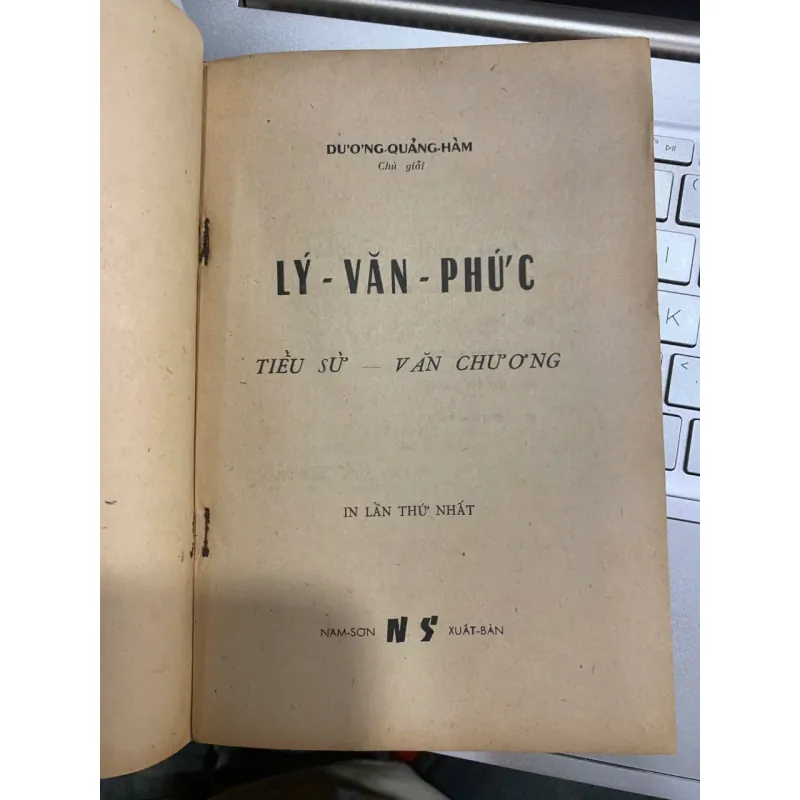 DƯƠNG-QUẢNG-HÀM
Chú giải
LÝ - VĂN - PHỨC
TIỂU SỬ — VĂN CHƯƠNG
IN LẦN THỨ NHẤT
NAM-SƠN NS XUẤT-BẢN
K